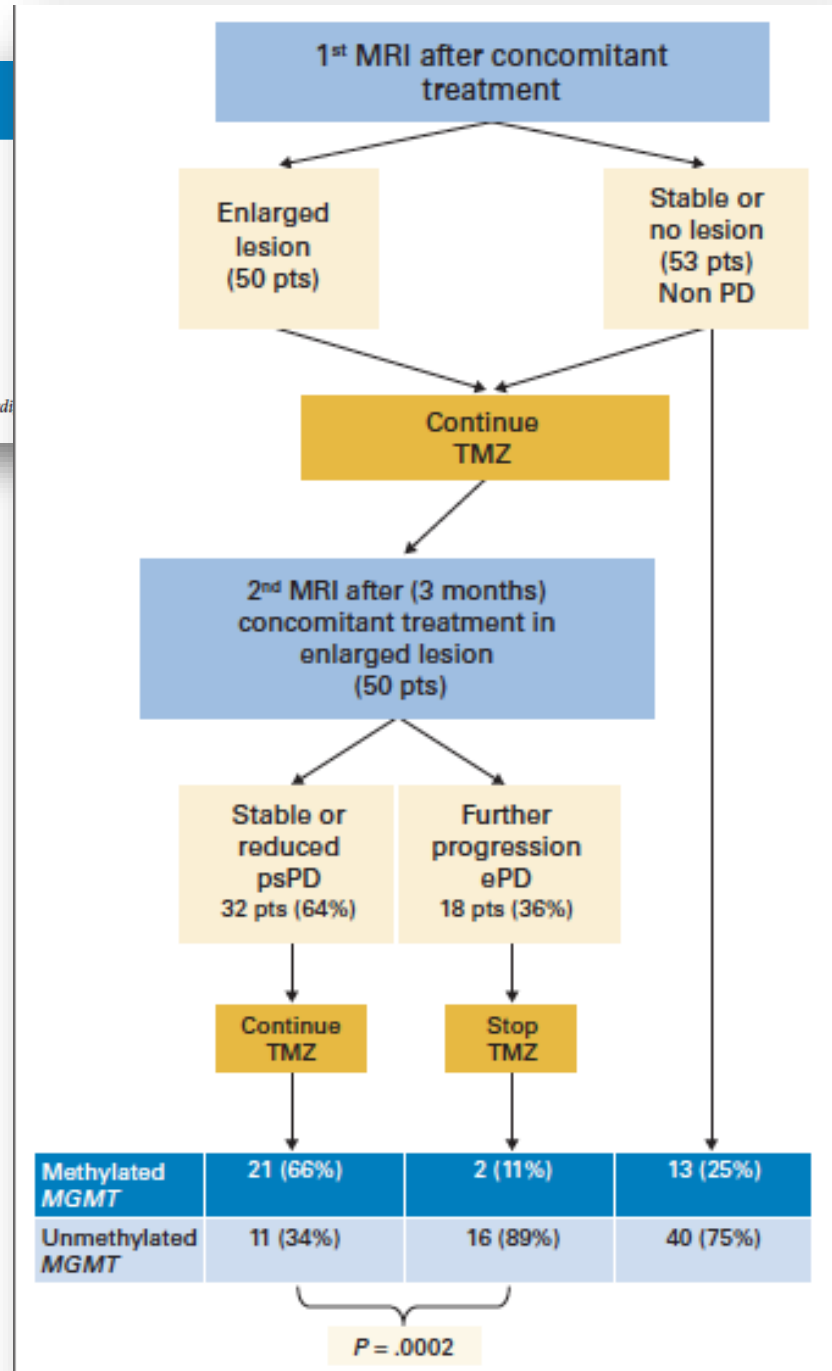 1st MRI after concomitant
treatment
Enlarged
lesion
(50 pts)
Stable or
no lesion
(53 pts)
Non PD
di
Continue
TMZ
2nd MRI after (3 months)
concomitant treatment in
enlarged lesion
(50 pts)
Stable or
reduced
psPD
32 pts (64%)
Further
progression
ePD
18 pts (36%)
Continue
TMZ
Stop
TMZ
Methylated
MGMT
21 (66%)
2 (11%)
13 (25%)
Unmethylated
MGMT
11 (34%)
16 (89%)
40 (75%)
P = .0002